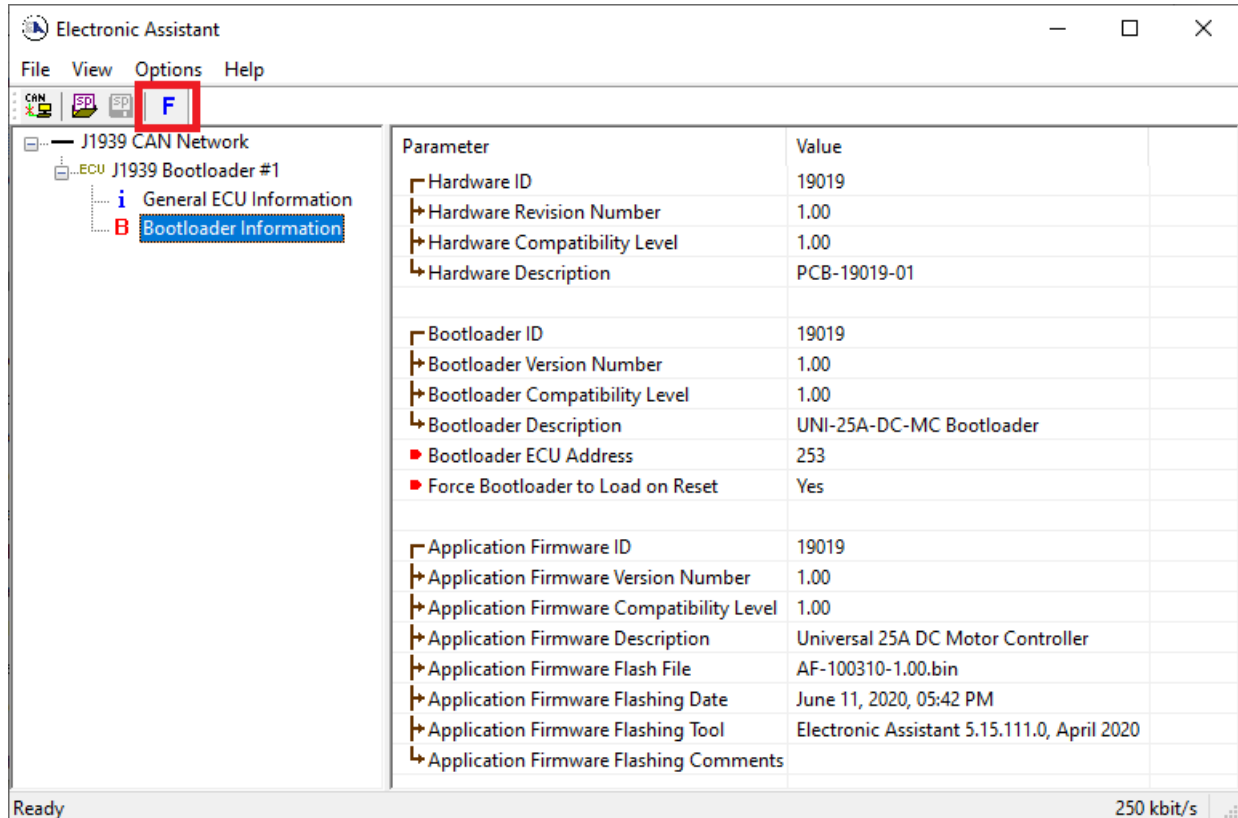 Electronic Assistant
File View Options Help
CAN SP SP F
J1939 CAN Network
ECU J1939 Bootloader #1
i General ECU Information
B Bootloader Information
Parameter Value
Hardware ID 19019
Hardware Revision Number 1.00
Hardware Compatibility Level 1.00
Hardware Description PCB-19019-01
Bootloader ID 19019
Bootloader Version Number 1.00
Bootloader Compatibility Level 1.00
Bootloader Description UNI-25A-DC-MC Bootloader
Bootloader ECU Address 253
Force Bootloader to Load on Reset Yes
Application Firmware ID 19019
Application Firmware Version Number 1.00
Application Firmware Compatibility Level 1.00
Application Firmware Description Universal 25A DC Motor Controller
Application Firmware Flash File AF-100310-1.00.bin
Application Firmware Flashing Date June 11, 2020, 05:42 PM
Application Firmware Flashing Tool Electronic Assistant 5.15.111.0, April 2020
Application Firmware Flashing Comments
Ready 250 kbit/s